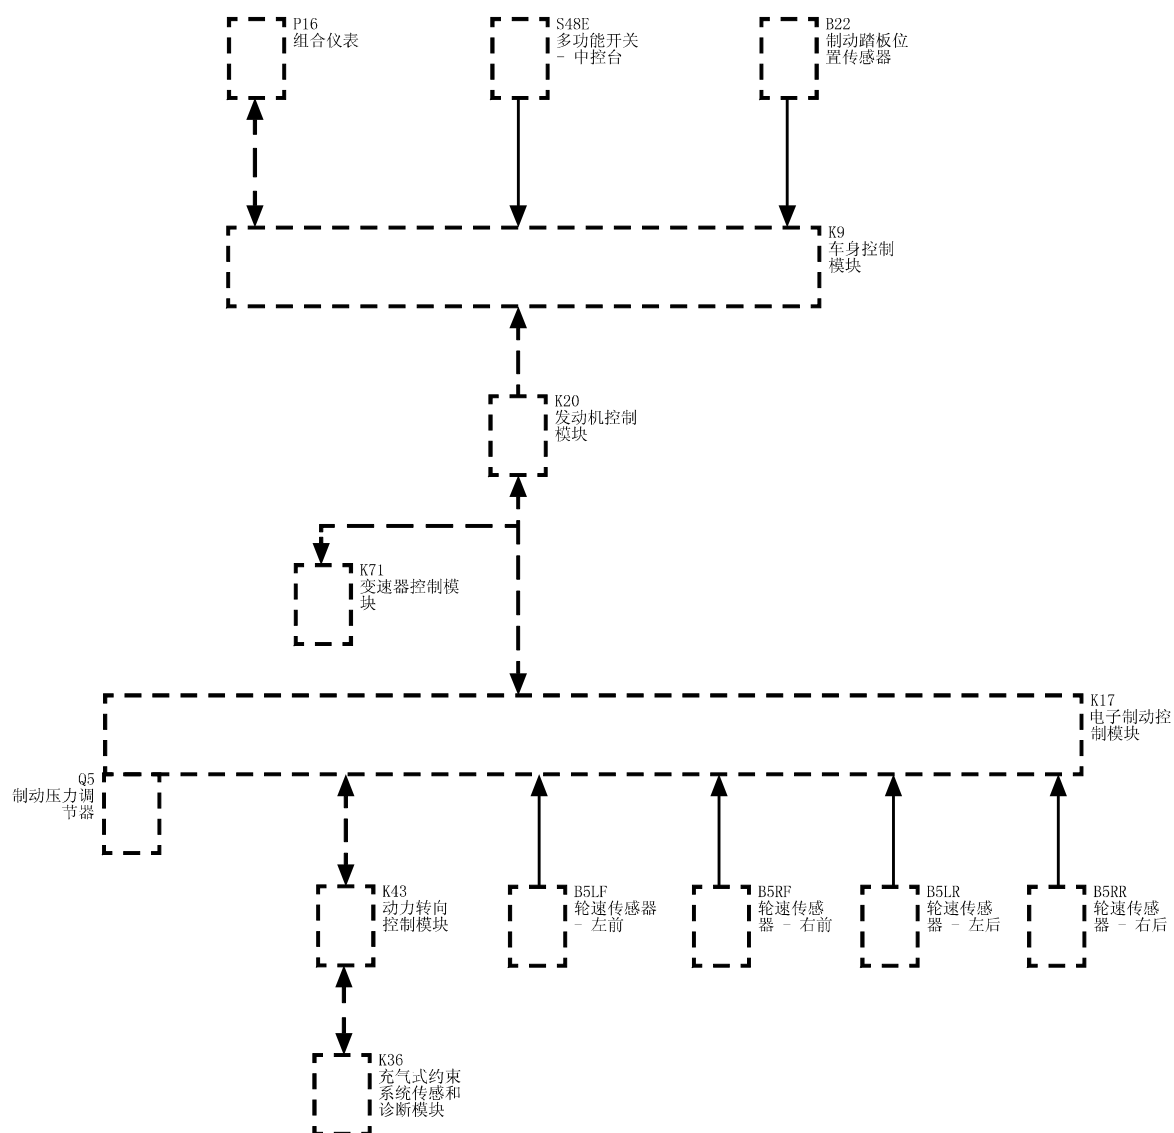 P16
组合仪表
S48E
多功能开关
- 中控台
B22
制动踏板位
置传感器
K9
车身控制
模块
K20
发动机控制
模块
K71
变速器控制模
块
K17
电子制动控
制模块
Q5
制动压力调
节器
K43
动力转向
控制模块
B5LF
轮速传感器
- 左前
B5RF
轮速传感
器 - 右前
B5LR
轮速传感
器 - 左后
B5RR
轮速传感
器 - 右后
K36
充气式约束
系统传感和
诊断模块